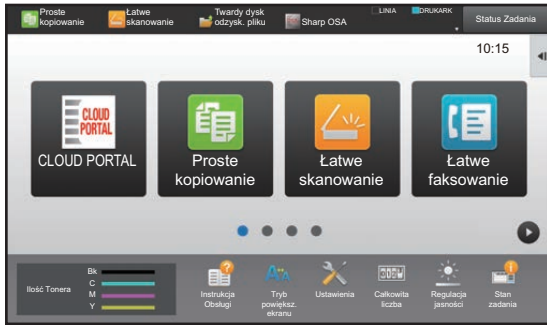 Proste
kopiowanie
Łatwe
skanowanie
Twardy dysk
odzysk. pliku
Sharp OSA
LINIA
DRUKARK
Status Zadania
10:15
CLOUD
PORTAL
CLOUD PORTAL
Proste
kopiowanie
Łatwe
skanowanie
Łatwe
faksowanie
Ilość Tonera
Bk
C
M
Y
Instrukcja
Obsługi
Tryb
powiększ.
ekranu
Ustawienia
Całkowita
liczba
Regulacja
jasności
Stan
zadania